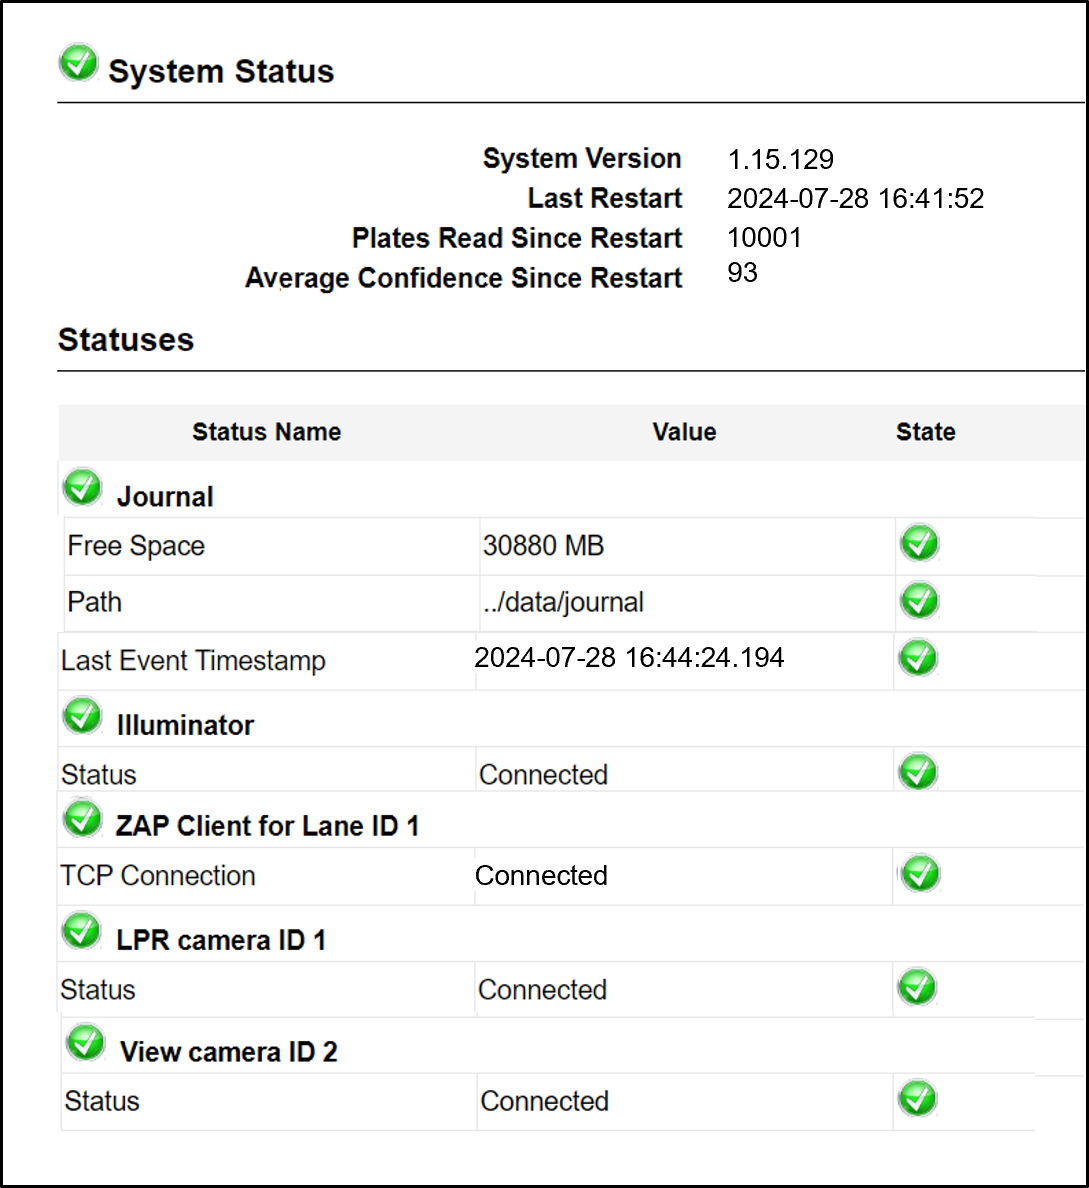 System Status
System Version 1.15.129
Last Restart 2024-07-28 16:41:52
Plates Read Since Restart 10001
Average Confidence Since Restart 93
Statuses
Status Name Value State
Journal
Free Space 30880 MB
Path ../data/journal
Last Event Timestamp 2024-07-28 16:44:24.194
Illuminator
Status Connected
ZAP Client for Lane ID 1
TCP Connection Connected
LPR camera ID 1
Status Connected
View camera ID 2
Status Connected